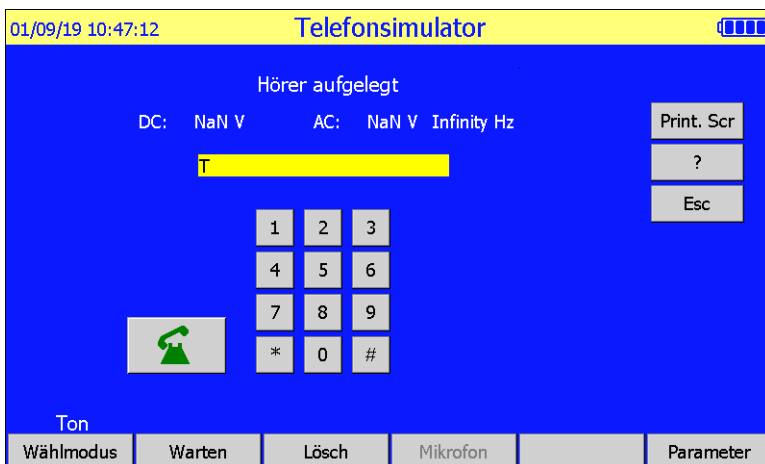 01/09/19 10:47:12 Telefonsimulator
Hörer aufgelegt
DC: NaN V AC: NaN V Infinity Hz
T
Print. Scr
?
Esc
1 2 3
4 5 6
7 8 9
* 0 #
Ton
Wählmodus Warten Lösch Mikrofon Parameter